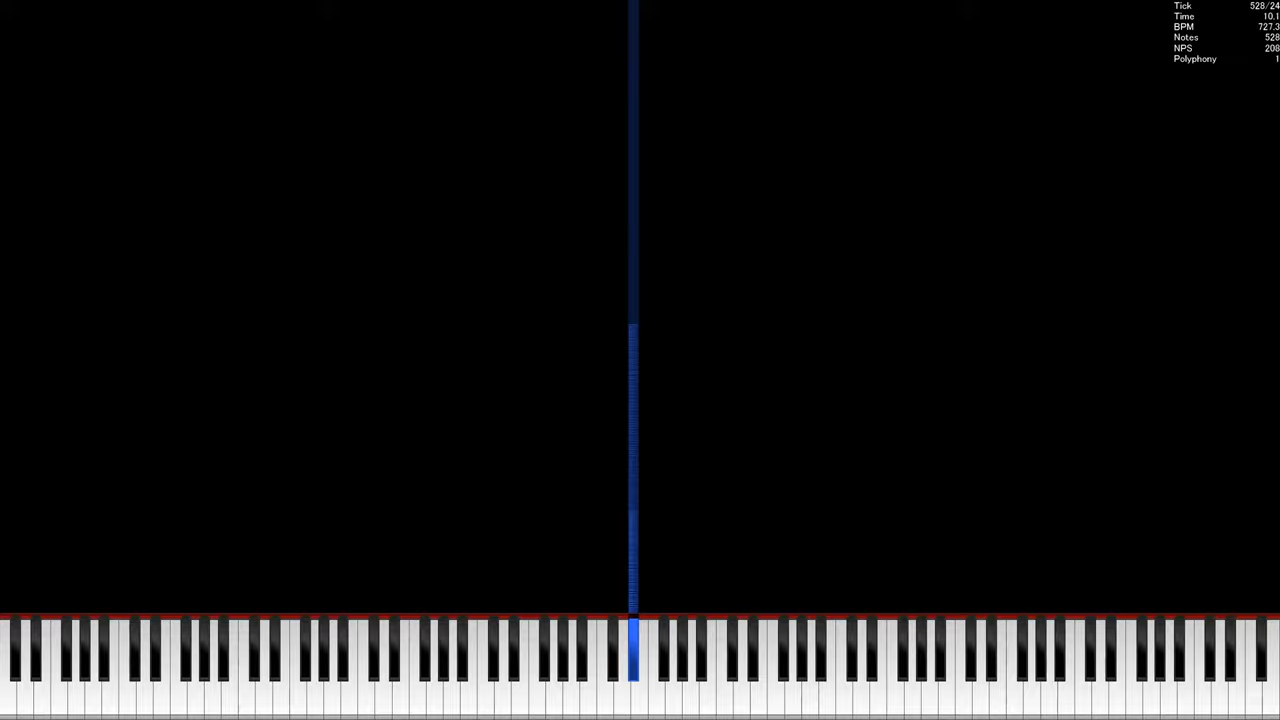 Tick 528/24
Time 10.1
BPM 727.3
Notes 528
NPS 208
Polyphony 1